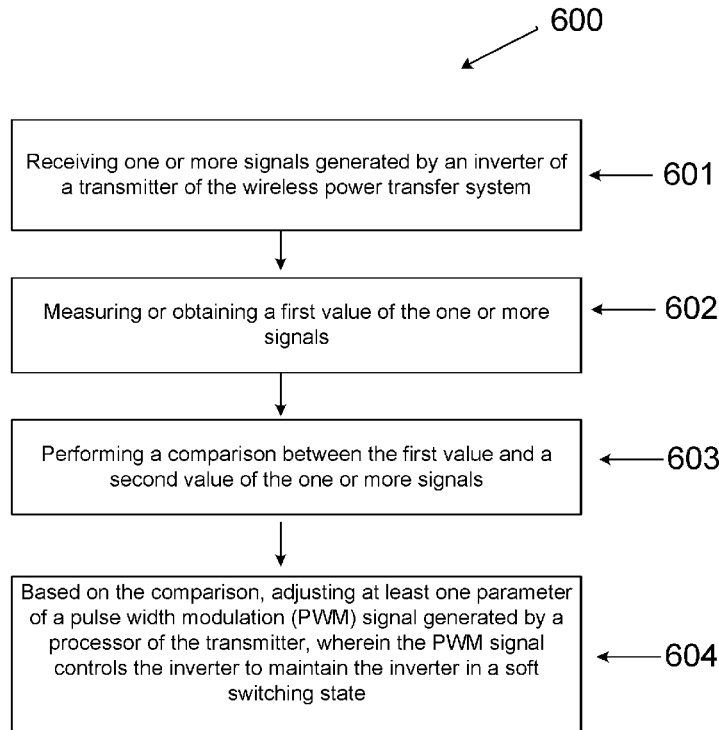 600
Receiving one or more signals generated by an inverter of
a transmitter of the wireless power transfer system
601
Measuring or obtaining a first value of the one or more
signals
602
Performing a comparison between the first value and a
second value of the one or more signals
603
Based on the comparison, adjusting at least one parameter
of a pulse width modulation (PWM) signal generated by a
processor of the transmitter, wherein the PWM signal
controls the inverter to maintain the inverter in a soft
switching state
604